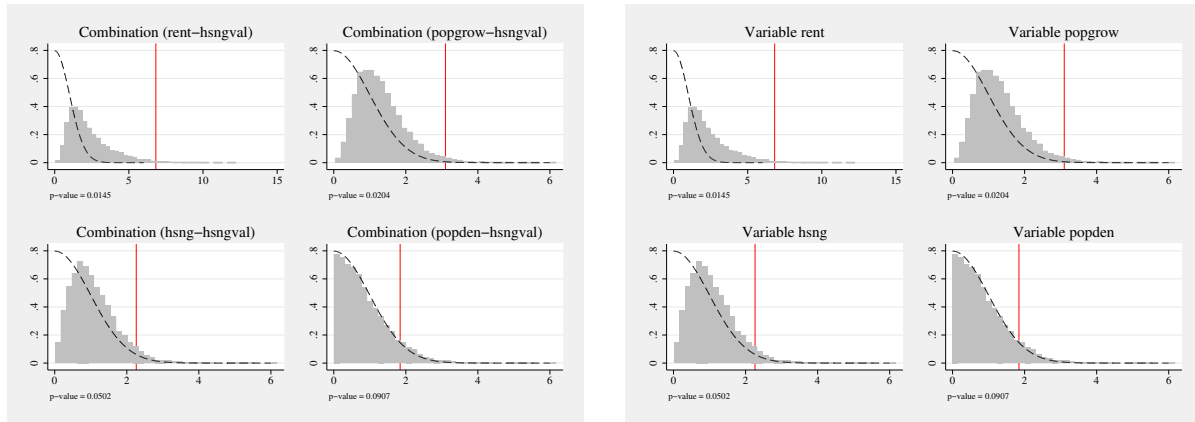 Combination (rent−hsngval)
0 .2 .4 .6 .8
0 5 10 15
p−value = 0.0145
Combination (popgrow−hsngval)
0 .2 .4 .6 .8
0 2 4 6
p−value = 0.0204
Combination (hsng−hsngval)
0 .2 .4 .6 .8
0 2 4 6
p−value = 0.0502
Combination (popden−hsngval)
0 .2 .4 .6 .8
0 2 4 6
p−value = 0.0907
Variable rent
0 .2 .4 .6 .8
0 5 10 15
p−value = 0.0145
Variable popgrow
0 .2 .4 .6 .8
0 2 4 6
p−value = 0.0204
Variable hsng
0 .2 .4 .6 .8
0 2 4 6
p−value = 0.0502
Variable popden
0 .2 .4 .6 .8
0 2 4 6
p−value = 0.0907